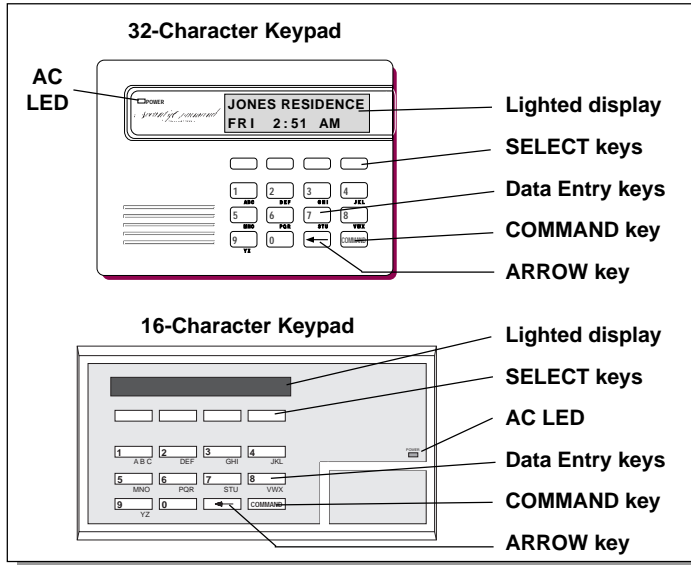 32-Character Keypad
AC
LED
POWER
JONES RESIDENCE
FRI 2:51 AM
Lighted display
SELECT keys
1 2 3 4
ABC DEF GHI JKL
Data Entry keys
5 6 7 8
MNO PQR STU VWX
COMMAND key
9 0 COMMAND
YZ
ARROW key
16-Character Keypad
Lighted display
SELECT keys
AC LED
POWER
1 2 3 4
ABC DEF GHI JKL
Data Entry keys
5 6 7 8
MNO PQR STU VWX
COMMAND key
9 0 COMMAND
YZ
ARROW key